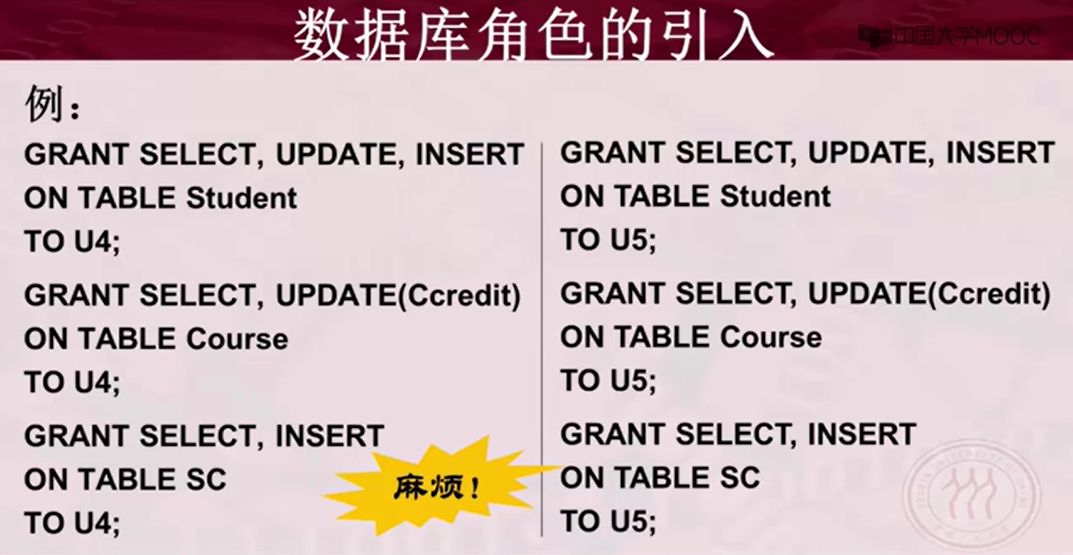 数据库角色的引入
中国大学MOOC
例：
GRANT SELECT, UPDATE, INSERT
ON TABLE Student
TO U4;
GRANT SELECT, UPDATE(Ccredit)
ON TABLE Course
TO U4;
GRANT SELECT, INSERT
ON TABLE SC
TO U4;
麻烦！
GRANT SELECT, UPDATE, INSERT
ON TABLE Student
TO U5;
GRANT SELECT, UPDATE(Ccredit)
ON TABLE Course
TO U5;
GRANT SELECT, INSERT
ON TABLE SC
TO U5;